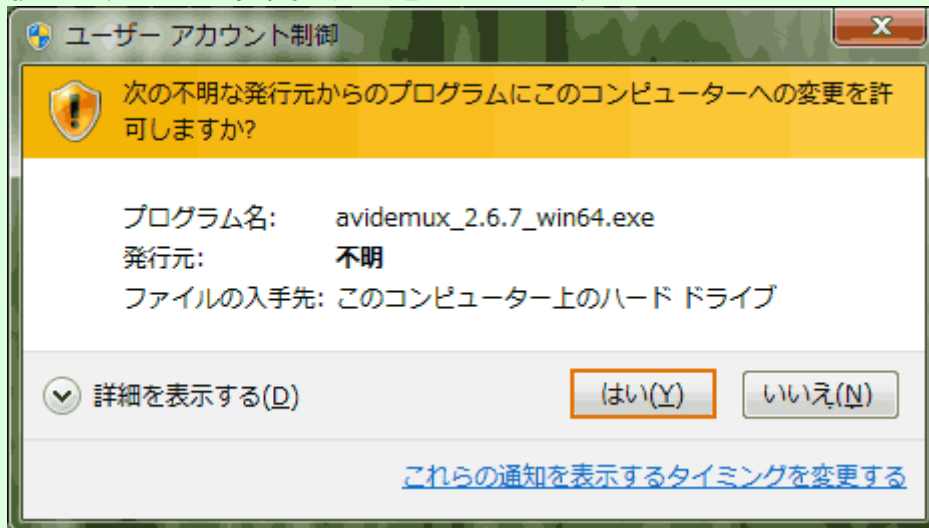 ユーザー アカウント制御
次の不明な発行元からのプログラムにこのコンピューターへの変更を許
可しますか?
プログラム名: avidemux_2.6.7_win64.exe
発行元: 不明
ファイルの入手先: このコンピューター上のハード ドライブ
詳細を表示する(D) はい(Y) いいえ(N)
これらの通知を表示するタイミングを変更する